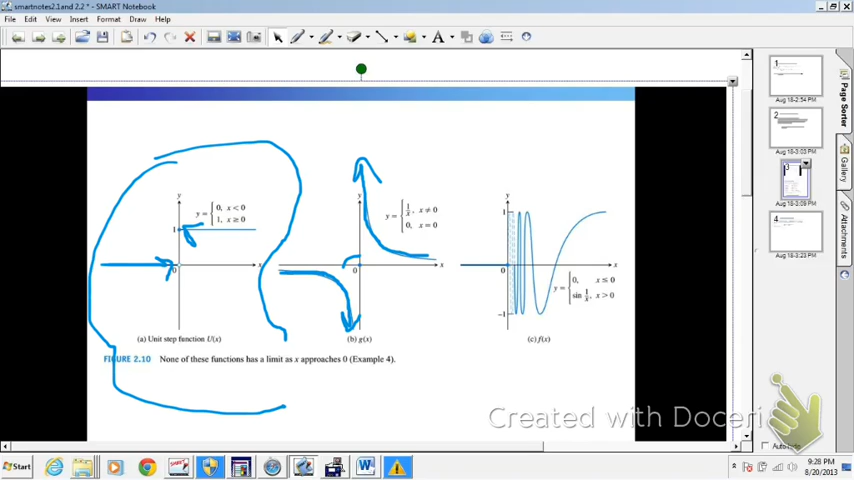 smartnotes2.1and 2.2 * - SMART Notebook
File Edit View Insert Format Draw Help
1
Aug 18-2:54 PM
2
Aug 18-3:03 PM
3
Aug 18-3:09 PM
4
Aug 18-3:23 PM
Page Sorter
Gallery
Attachments
y
y = { 0, x < 0
1, x ≥ 0
1
0
x
(a) Unit step function U(x)
y
y = { 1/x, x ≠ 0
0, x = 0
0
x
(b) g(x)
y
1
0
x
y = { 0, x ≤ 0
sin 1/x, x > 0
−1
(c) f(x)
FIGURE 2.10 None of these functions has a limit as x approaches 0 (Example 4).
Created with Doceri
Start
9:28 PM
8/20/2013